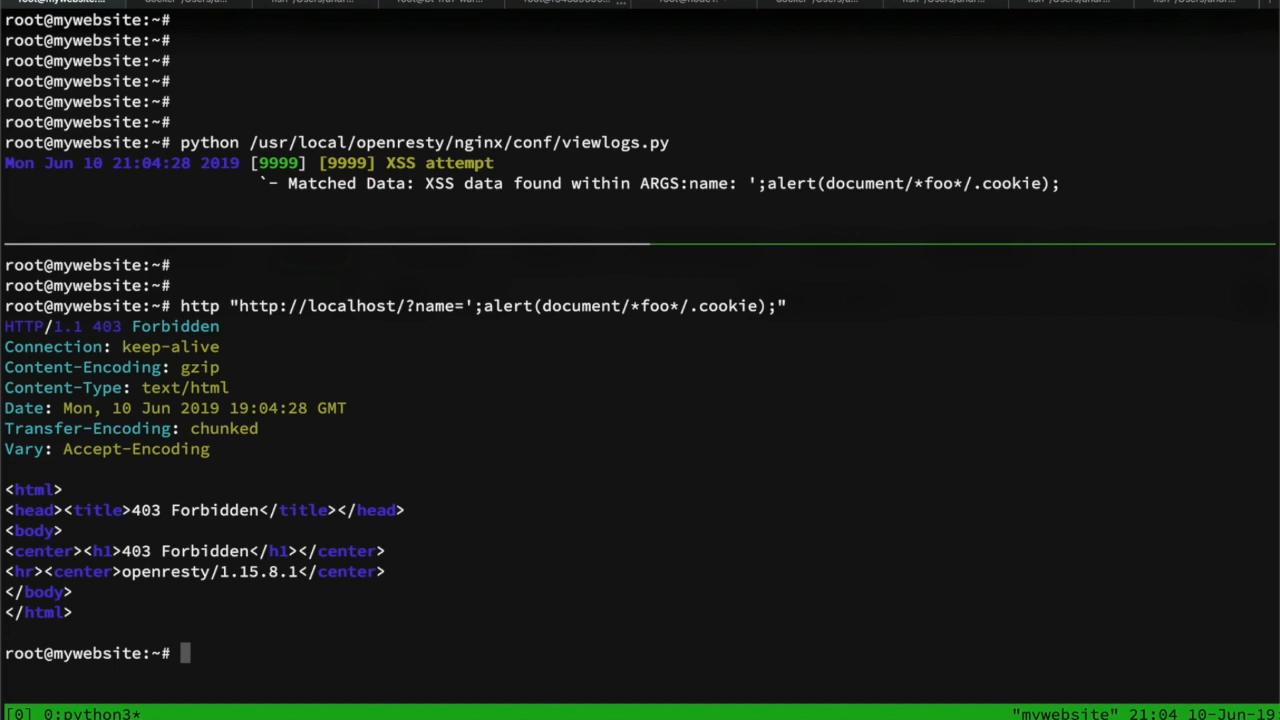 root@mywebsite:~#
root@mywebsite:~#
root@mywebsite:~#
root@mywebsite:~#
root@mywebsite:~#
root@mywebsite:~#
root@mywebsite:~# python /usr/local/openresty/nginx/conf/viewlogs.py
Mon Jun 10 21:04:28 2019 [9999] [9999] XSS attempt
`- Matched Data: XSS data found within ARGS:name: ';alert(document/*foo*/.cookie);
root@mywebsite:~#
root@mywebsite:~#
root@mywebsite:~# http "http://localhost/?name=';alert(document/*foo*/.cookie);"
HTTP/1.1 403 Forbidden
Connection: keep-alive
Content-Encoding: gzip
Content-Type: text/html
Date: Mon, 10 Jun 2019 19:04:28 GMT
Transfer-Encoding: chunked
Vary: Accept-Encoding
<html>
<head><title>403 Forbidden</title></head>
<body>
<center><h1>403 Forbidden</h1></center>
<hr><center>openresty/1.15.8.1</center>
</body>
</html>
root@mywebsite:~#
[0] 0:python3* "mywebsite" 21:04 10-Jun-19